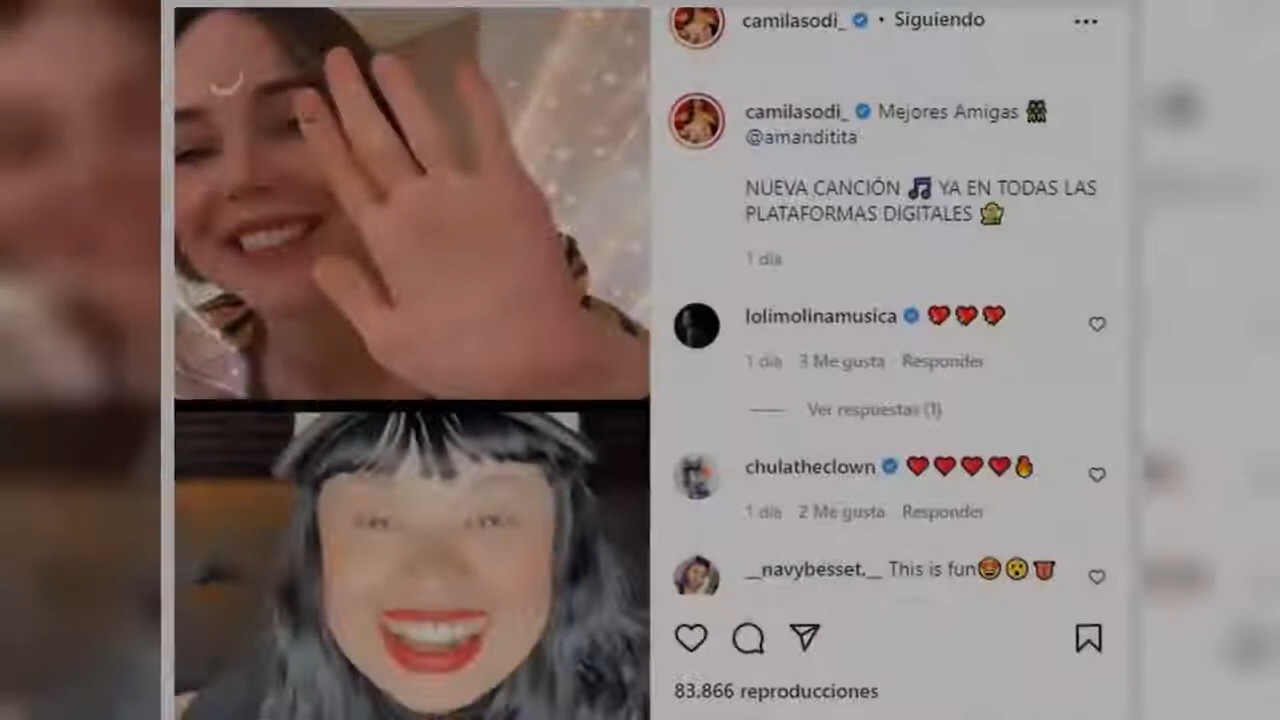 camilasodi_ • Siguiendo
camilasodi_ Mejores Amigas 👯
@amanditita
NUEVA CANCIÓN 🎵 YA EN TODAS LAS
PLATAFORMAS DIGITALES
1 día
lolimolinamusica ❤️❤️❤️
1 día 3 Me gusta Responder
Ver respuestas (1)
chulatheclown ❤️❤️❤️❤️🔥
1 día 2 Me gusta Responder
__navybesset.__ This is fun🤩😮👅
83.866 reproducciones